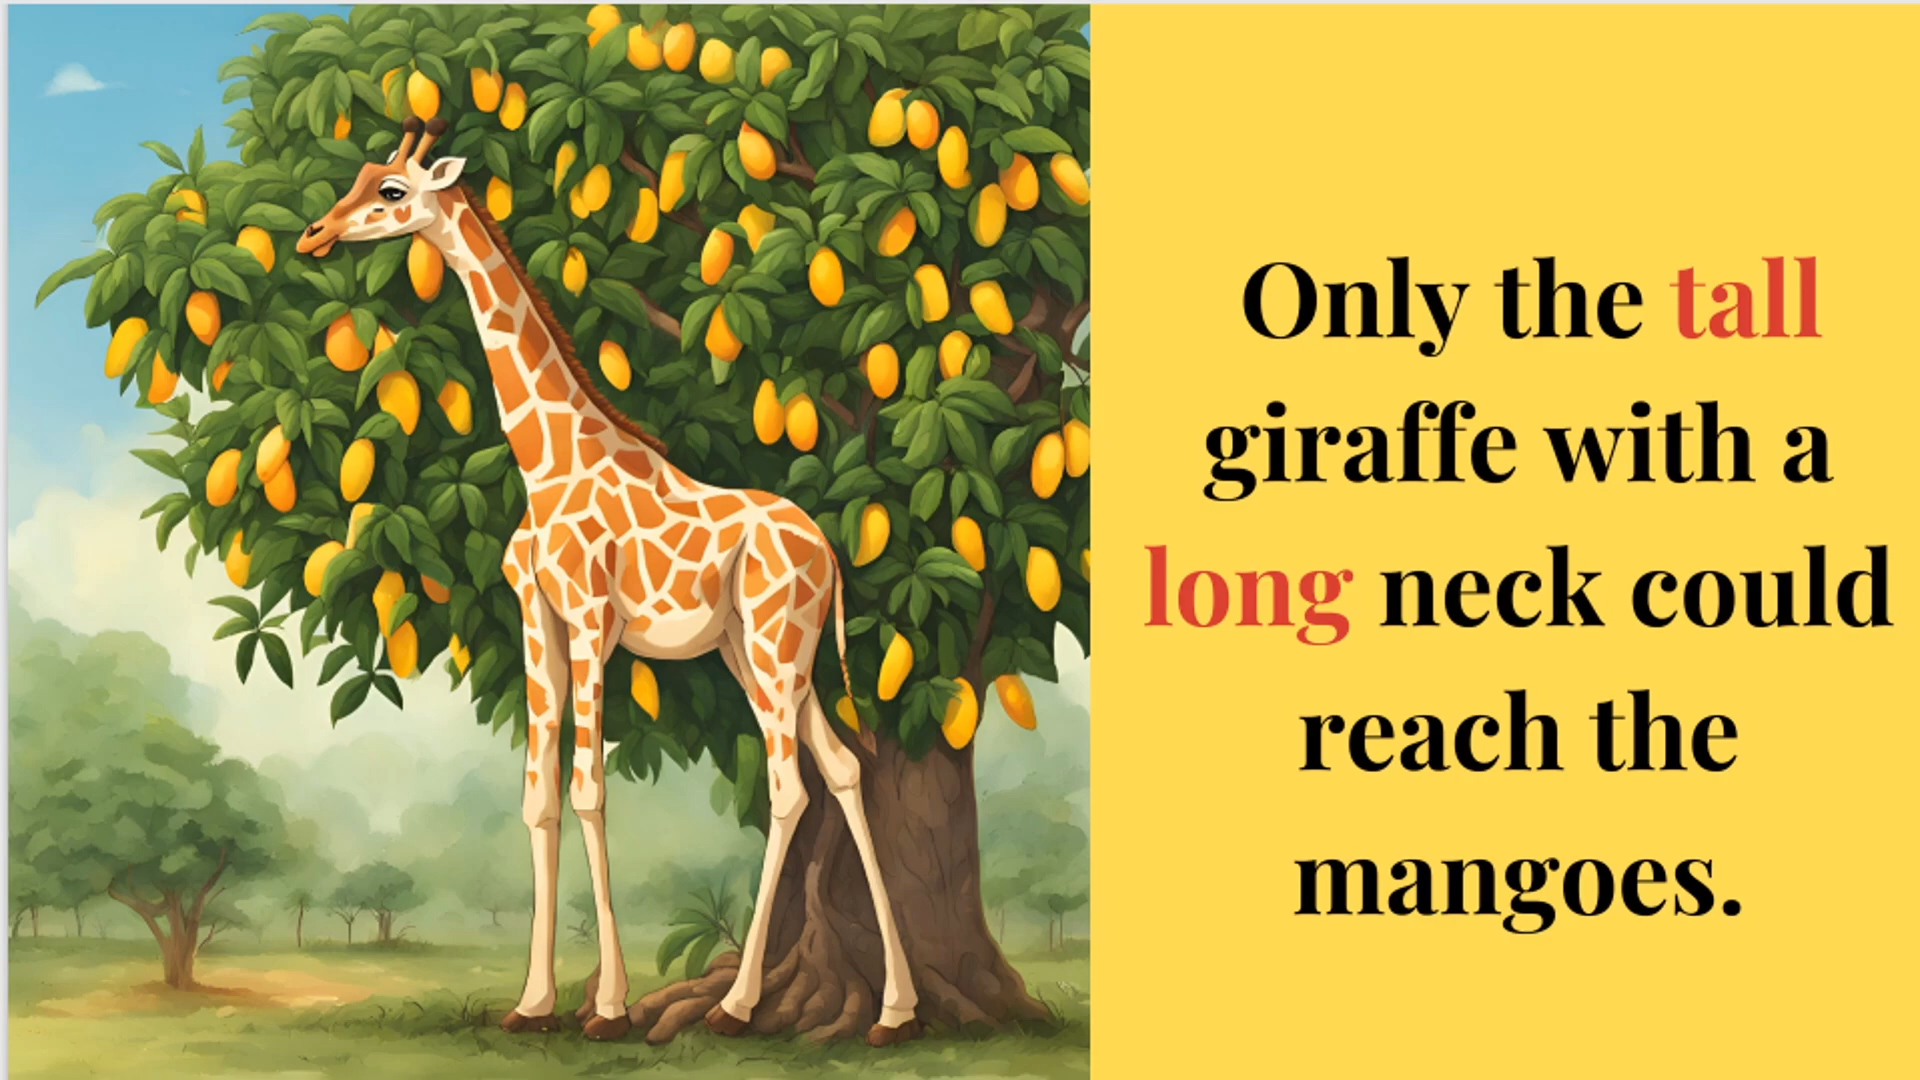 Only the tall
giraffe with a
long neck could
reach the
mangoes.